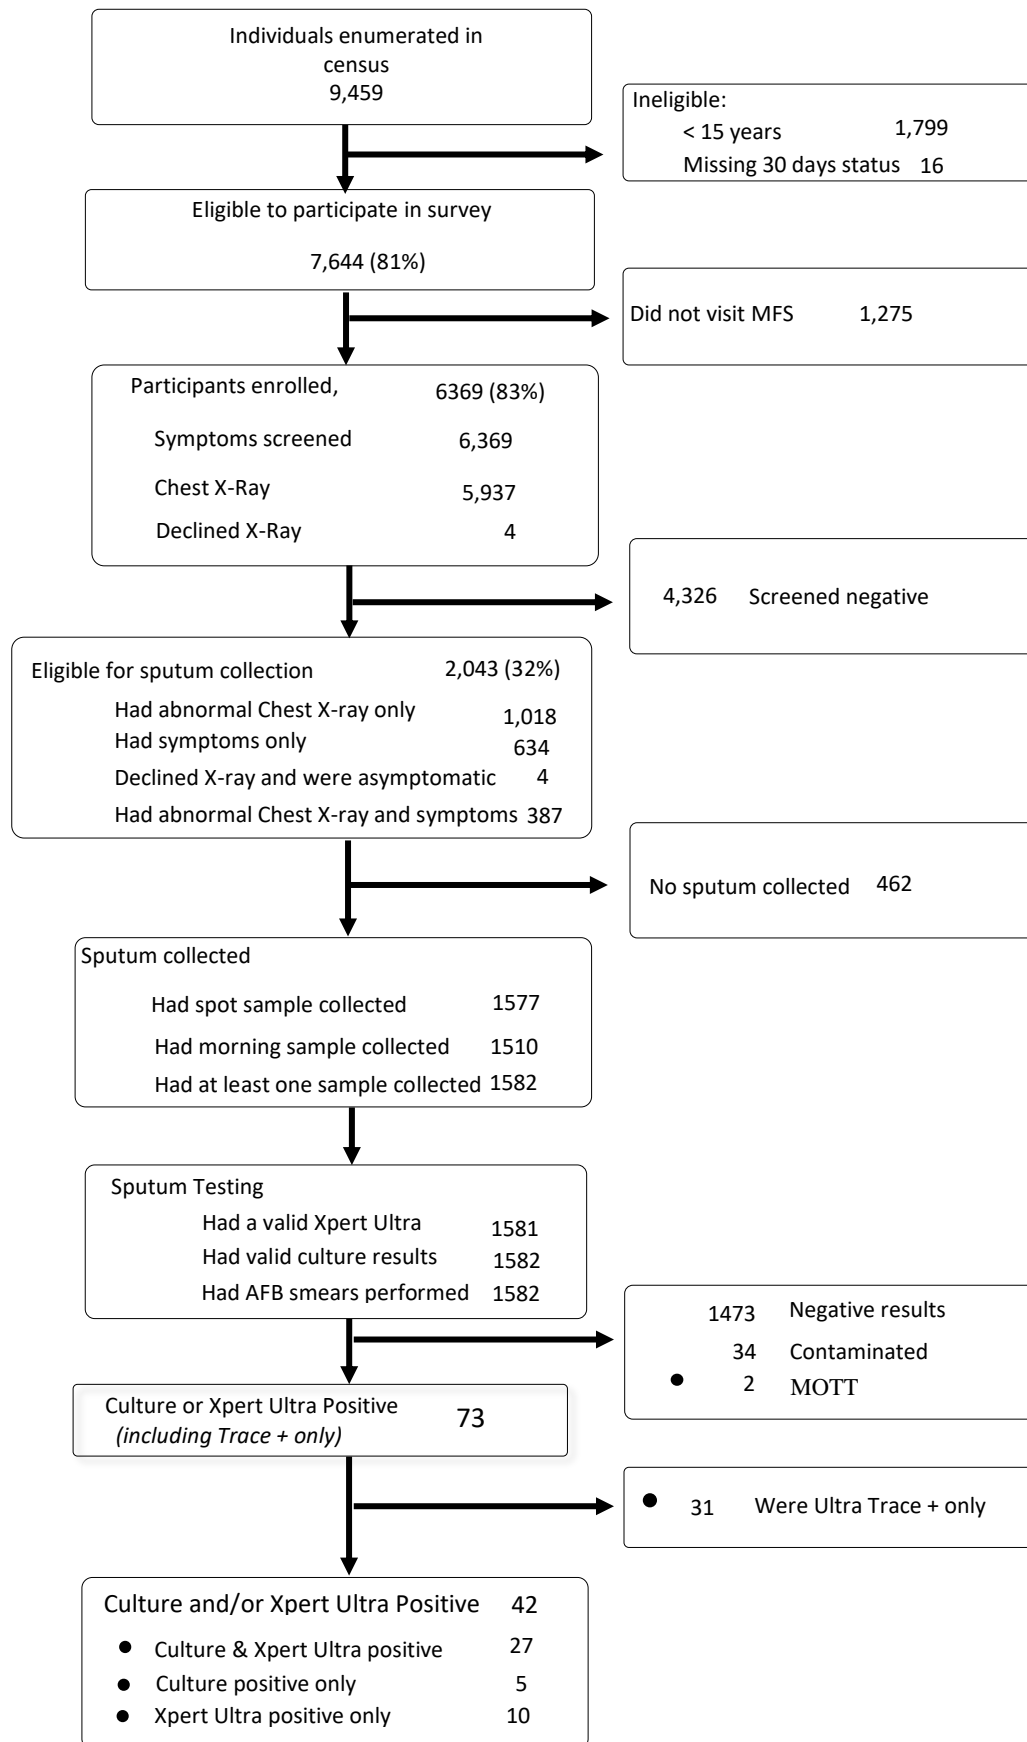 Individuals enumerated in
census
9,459
Ineligible:
< 15 years 1,799
Missing 30 days status 16
Eligible to participate in survey
7,644 (81%)
Did not visit MFS 1,275
Participants enrolled, 6369 (83%)
Symptoms screened 6,369
Chest X-Ray 5,937
Declined X-Ray 4
4,326 Screened negative
Eligible for sputum collection 2,043 (32%)
Had abnormal Chest X-ray only 1,018
Had symptoms only 634
Declined X-ray and were asymptomatic 4
Had abnormal Chest X-ray and symptoms 387
No sputum collected 462
Sputum collected
Had spot sample collected 1577
Had morning sample collected 1510
Had at least one sample collected 1582
Sputum Testing
Had a valid Xpert Ultra 1581
Had valid culture results 1582
Had AFB smears performed 1582
1473 Negative results
34 Contaminated
• 2 MOTT
Culture or Xpert Ultra Positive 73
(including Trace + only)
• 31 Were Ultra Trace + only
Culture and/or Xpert Ultra Positive 42
• Culture & Xpert Ultra positive 27
• Culture positive only 5
• Xpert Ultra positive only 10